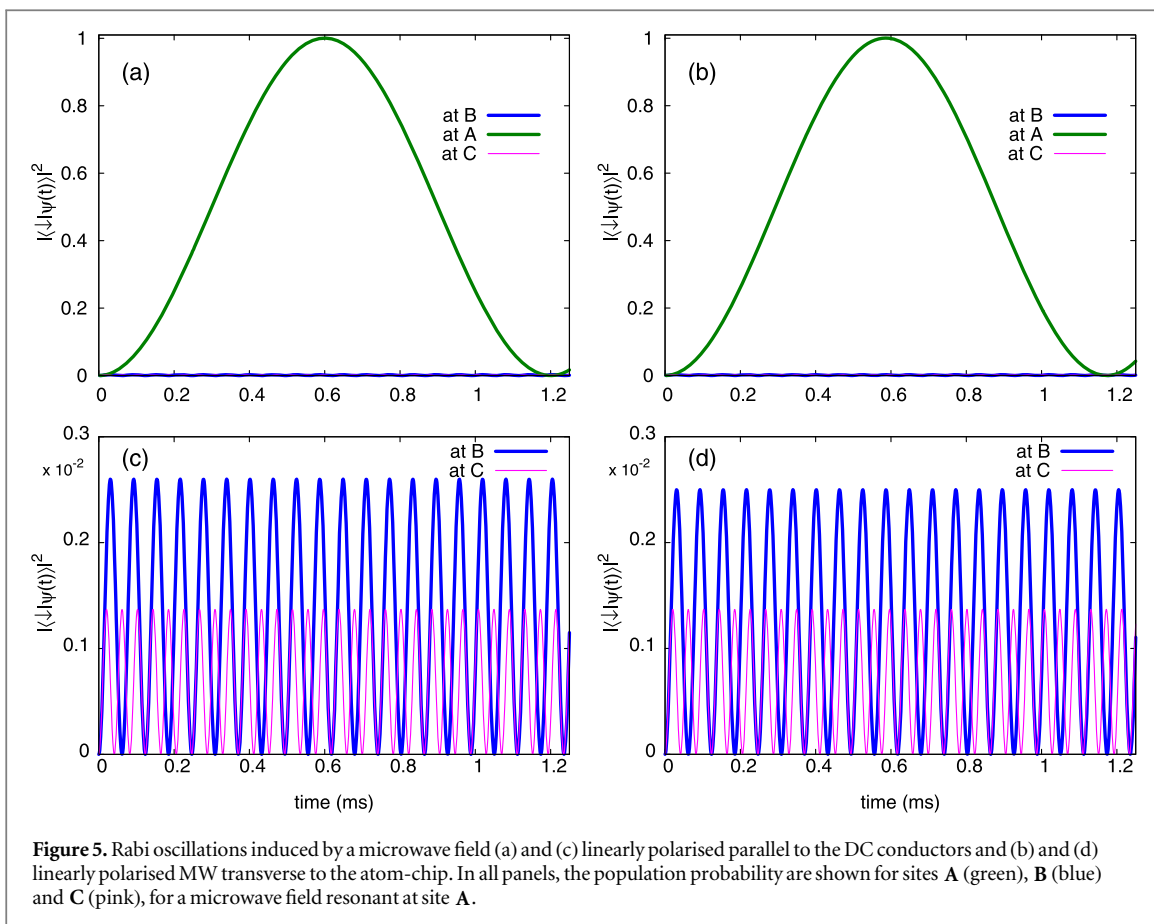 (a)
at B
at A
at C
|⟨↓|ψ(t)⟩|²
1
0.8
0.6
0.4
0.2
0
0 0.2 0.4 0.6 0.8 1 1.2
(b)
at B
at A
at C
|⟨↓|ψ(t)⟩|²
1
0.8
0.6
0.4
0.2
0
0 0.2 0.4 0.6 0.8 1 1.2
(c)
at B
at C
|⟨↓|ψ(t)⟩|²
0.3
x 10⁻²
0.2
0.1
0
0 0.2 0.4 0.6 0.8 1 1.2
time (ms)
(d)
at B
at C
|⟨↓|ψ(t)⟩|²
0.3
x 10⁻²
0.2
0.1
0
0 0.2 0.4 0.6 0.8 1 1.2
time (ms)
Figure 5. Rabi oscillations induced by a microwave field (a) and (c) linearly polarised parallel to the DC conductors and (b) and (d)
linearly polarised MW transverse to the atom-chip. In all panels, the population probability are shown for sites A (green), B (blue)
and C (pink), for a microwave field resonant at site A.